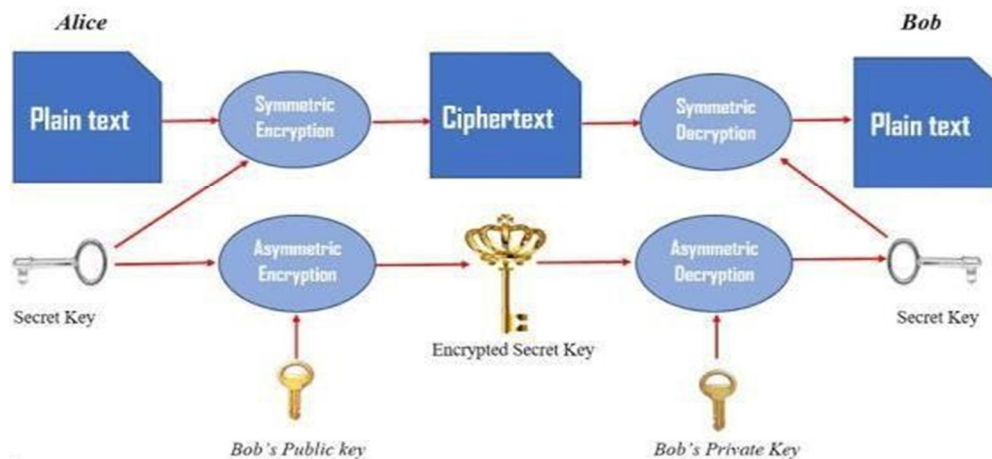 Alice
Bob
Plain text
Symmetric
Encryption
Ciphertext
Symmetric
Decryption
Plain text
Asymmetric
Encryption
Asymmetric
Decryption
Secret Key
Encrypted Secret Key
Secret Key
Bob's Public key
Bob's Private Key